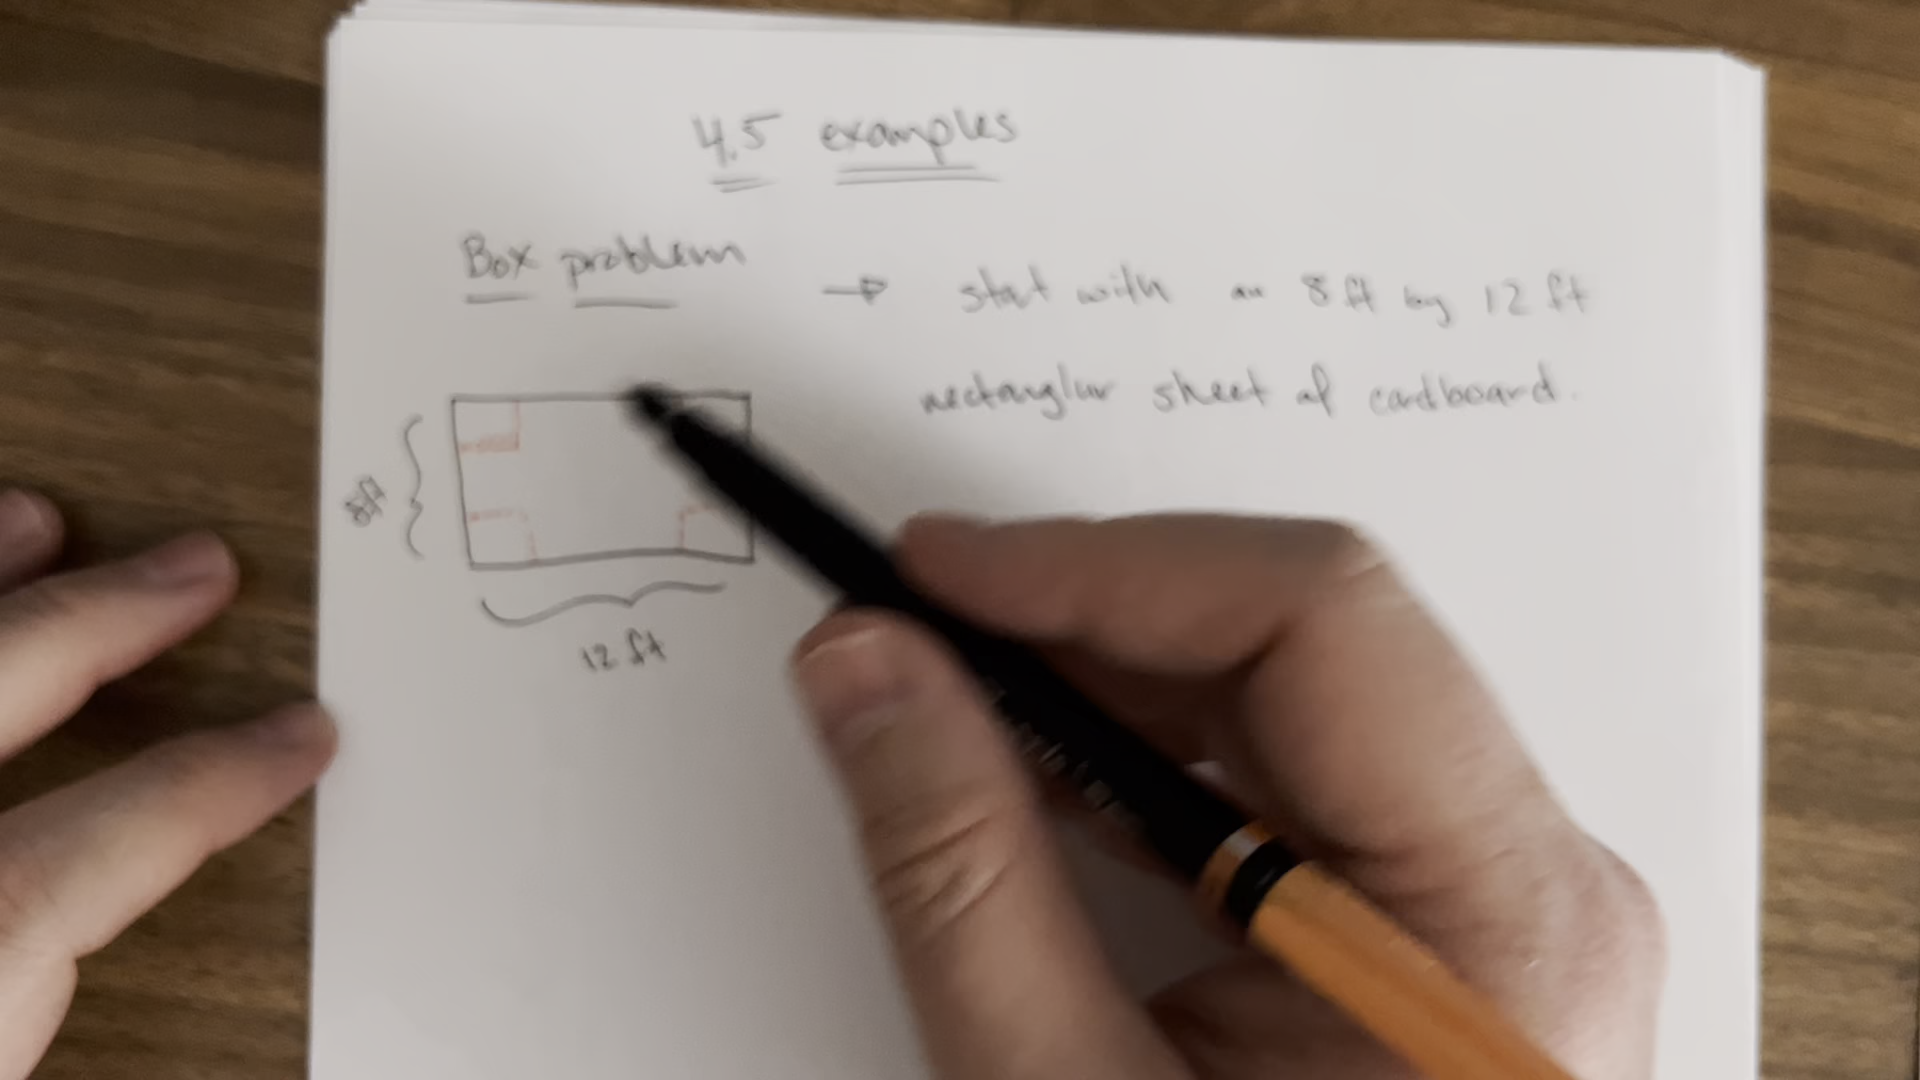 4.5 examples
Box problem
→ start with an 8 ft by 12 ft
rectanglur sheet of cardboard.
8ft
12 ft